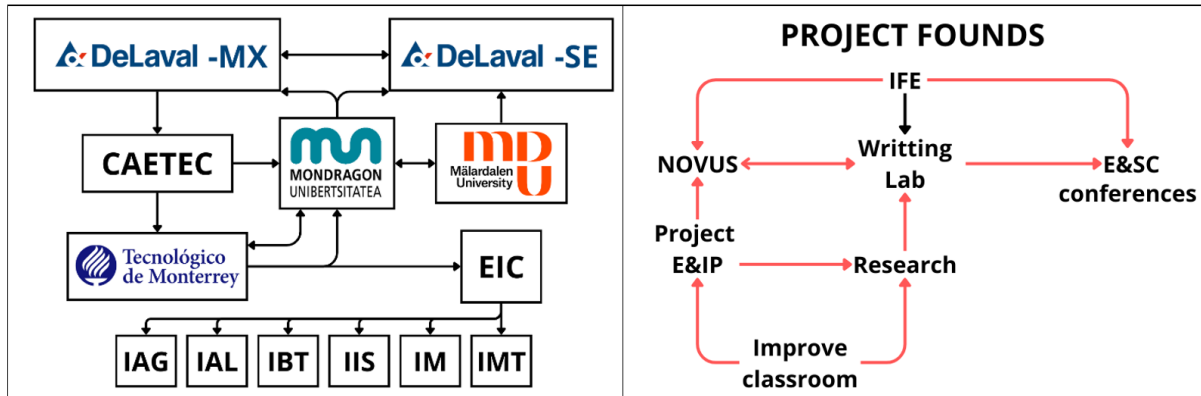 DeLaval -MX
DeLaval -SE
CAETEC
MONDRAGON
UNIBERTSITATEA
MDU
Mälardalen
University
Tecnológico
de Monterrey
EIC
IAG
IAL
IBT
IIS
IM
IMT
PROJECT FOUNDS
IFE
NOVUS
Writting
Lab
E&SC
conferences
Project
E&IP
Research
Improve
classroom